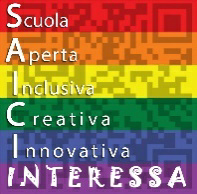 Scuola
Aperta
Inclusiva
Creativa
Innovativa
INTERESSA